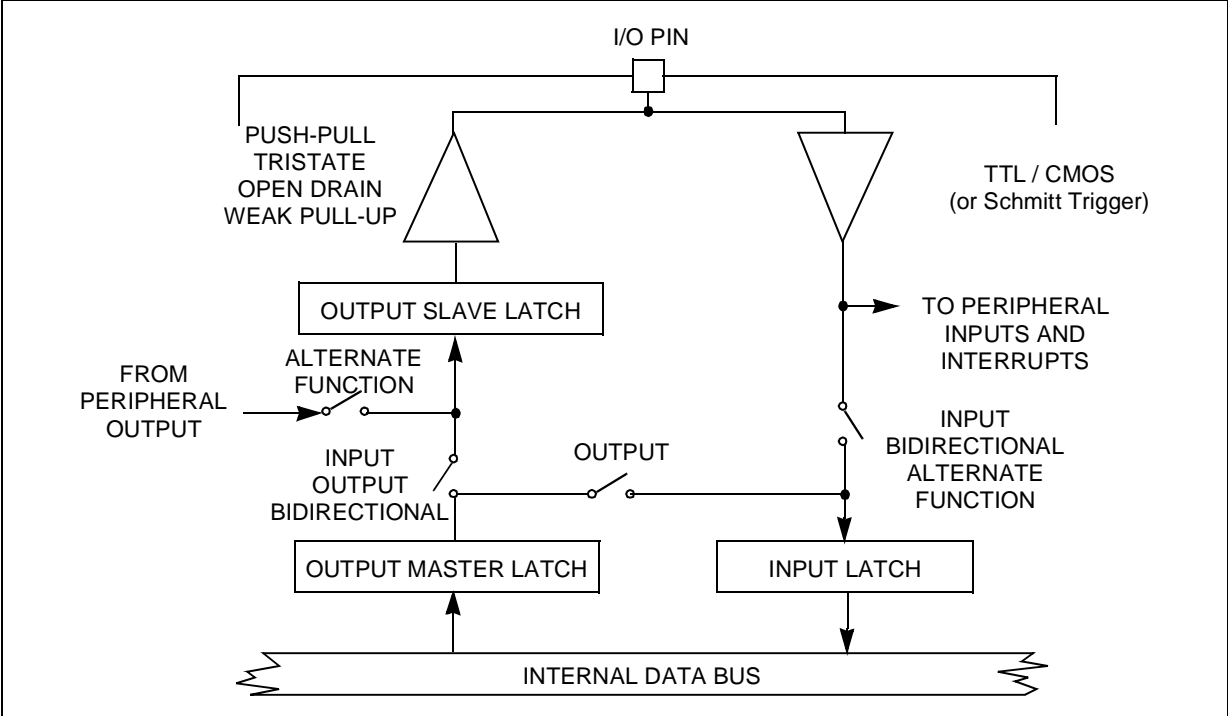 I/O PIN
PUSH-PULL
TRISTATE
OPEN DRAIN
WEAK PULL-UP
TTL / CMOS
(or Schmitt Trigger)
OUTPUT SLAVE LATCH
TO PERIPHERAL
INPUTS AND
INTERRUPTS
ALTERNATE
FUNCTION
FROM
PERIPHERAL
OUTPUT
INPUT
OUTPUT
BIDIRECTIONAL
OUTPUT
INPUT
BIDIRECTIONAL
ALTERNATE
FUNCTION
OUTPUT MASTER LATCH
INPUT LATCH
INTERNAL DATA BUS